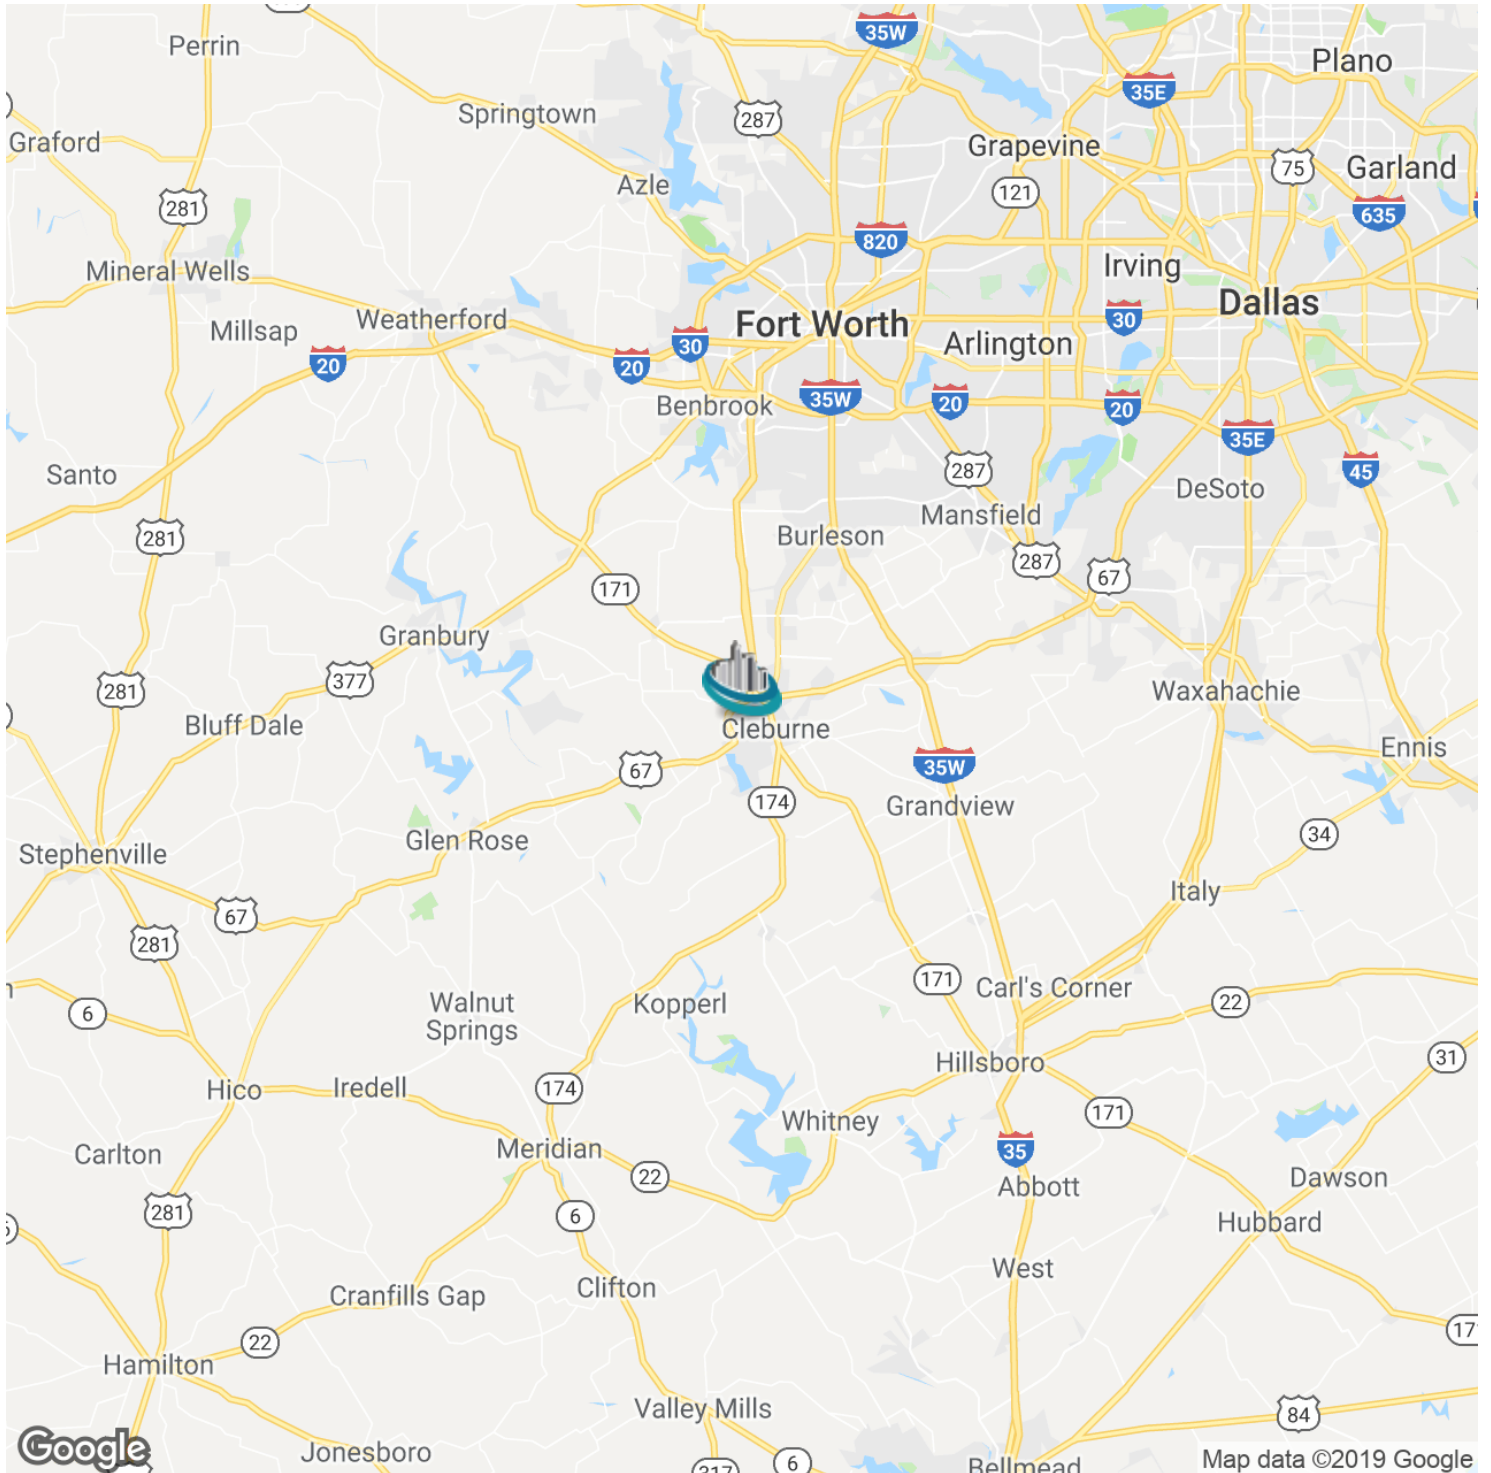 35W
Perrin
Plano
35E
Springtown
287
Graford
Grapevine
75
Garland
Azle
121
281
635
820
Mineral Wells
Irving
Dallas
Millsap
Weatherford
Fort Worth
30
30
Arlington
20
20
35W
20
20
Benbrook
35E
287
45
Santo
DeSoto
Mansfield
281
Burleson
287
67
171
Granbury
377
281
Waxahachie
Bluff Dale
Cleburne
Ennis
67
35W
174
Grandview
34
Glen Rose
Stephenville
Italy
67
281
171
Carl's Corner
22
6
Walnut
Springs
Kopperl
31
Hillsboro
Hico
Iredell
174
171
Whitney
Meridian
35
Carlton
22
Dawson
Abbott
281
6
Hubbard
West
Clifton
Cranfills Gap
22
171
Hamilton
Valley Mills
84
Google
Jonesboro
317
6
Bellmead
Map data ©2019 Google